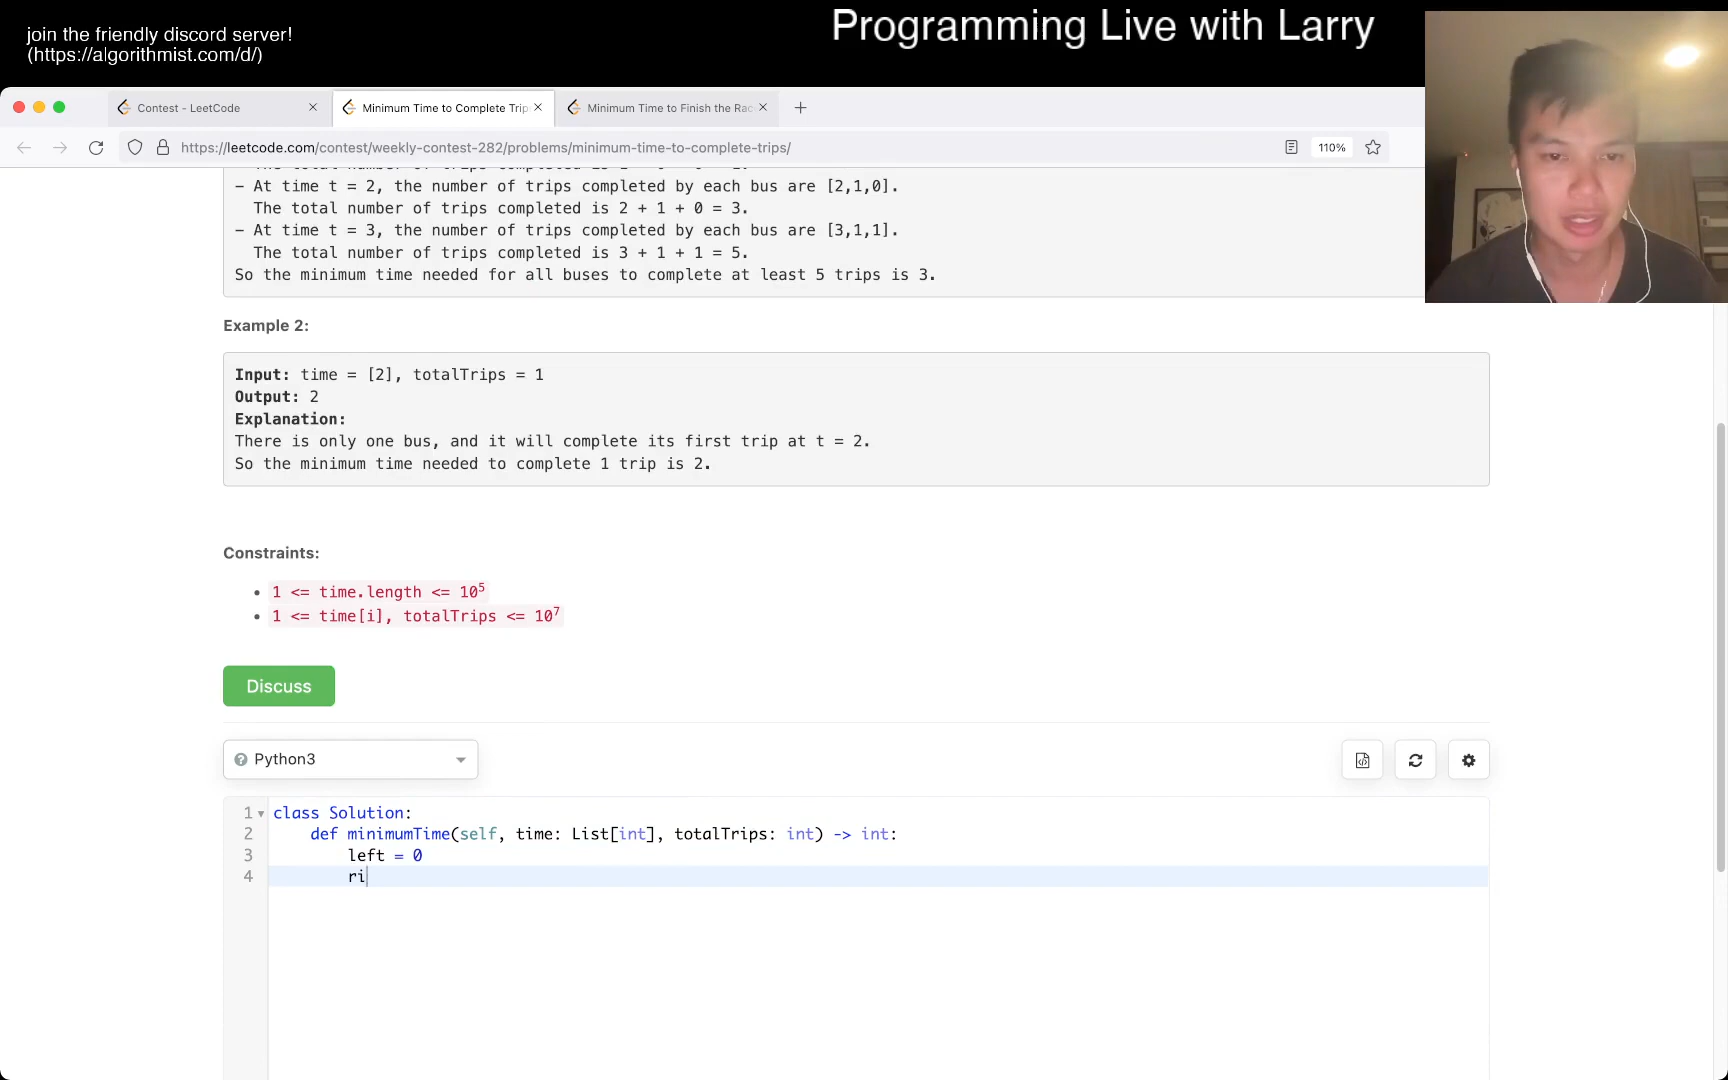 join the friendly discord server!
(https://algorithmist.com/d/)
Programming Live with Larry
Contest - LeetCode
Minimum Time to Complete Trip
Minimum Time to Finish the Rac
https://leetcode.com/contest/weekly-contest-282/problems/minimum-time-to-complete-trips/
110%
– At time t = 2, the number of trips completed by each bus are [2,1,0].
The total number of trips completed is 2 + 1 + 0 = 3.
– At time t = 3, the number of trips completed by each bus are [3,1,1].
The total number of trips completed is 3 + 1 + 1 = 5.
So the minimum time needed for all buses to complete at least 5 trips is 3.
Example 2:
Input: time = [2], totalTrips = 1
Output: 2
Explanation:
There is only one bus, and it will complete its first trip at t = 2.
So the minimum time needed to complete 1 trip is 2.
Constraints:
• 1 <= time.length <= 10⁵
• 1 <= time[i], totalTrips <= 10⁷
Discuss
Python3
1 class Solution:
2 def minimumTime(self, time: List[int], totalTrips: int) -> int:
3 left = 0
4 ri